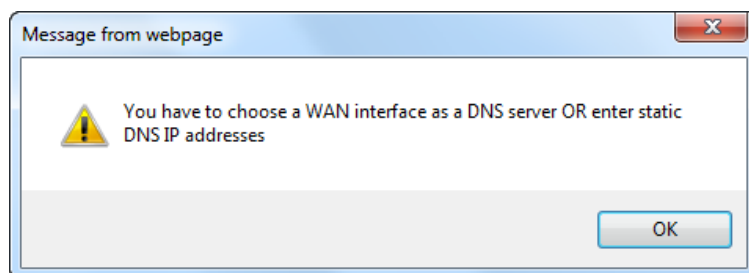 Message from webpage
You have to choose a WAN interface as a DNS server OR enter static
DNS IP addresses
OK